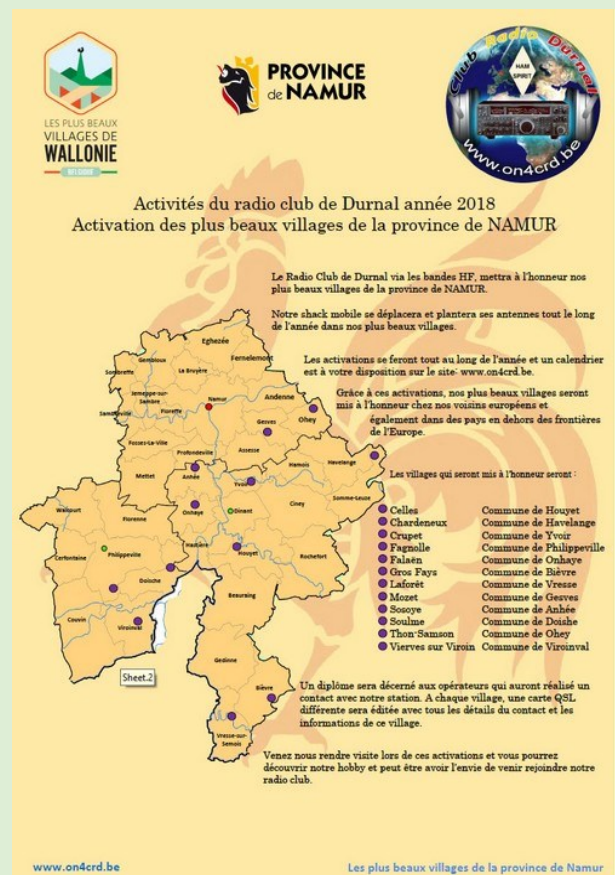 LES PLUS BEAUX
VILLAGES DE
WALLONIE
BELGIQUE
PROVINCE
de NAMUR
Club Radio Durnal
HAM
SPIRIT
www.on4crd.be
Activités du radio club de Durnal année 2018
Activation des plus beaux villages de la province de NAMUR
Le Radio Club de Durnal via les bandes HF, mettra à l'honneur nos
plus beaux villages de la province de NAMUR.
Notre shack mobile se déplacera et plantera ses antennes tout le long
de l'année dans nos plus beaux villages.
Les activations se feront tout au long de l'année et un calendrier
est à votre disposition sur le site: www.on4crd.be.
Grâce à ces activations, nos plus beaux villages seront
mis à l'honneur chez nos voisins européens et
également dans des pays en dehors des frontières
de l'Europe.
Les villages qui seront mis à l'honneur seront :
Celles Commune de Houyet
Chardeneux Commune de Havelange
Crupet Commune de Yvoir
Fagnolle Commune de Philippeville
Falaën Commune de Onhaye
Gros Fays Commune de Bièvre
Laforêt Commune de Vresse
Mozet Commune de Gesves
Sosoye Commune de Anhée
Soulme Commune de Doishe
Thon-Samson Commune de Ohey
Vierves sur Viroin Commune de Viroinval
Eghezée
Gembloux
Fernelemont
La Bruyère
Sombreffe
Jemeppe-sur-
Sambre
Namur
Andenne
Sambreville
Floreffe
Ohey
Gesves
Fosses-La-Ville
Profondeville
Assesse
Mettet
Anhée
Yvoir
Hamois
Havelange
Somme-Leuze
Walcourt
Florenne
Onhaye
Dinant
Ciney
Cerfontaine
Philippeville
Hastière
Houyet
Rochefort
Doische
Beauraing
Couvin
Viroinval
Gedinne
Sheet.2
Bièvre
Vresse-sur-
Semois
Un diplôme sera décerné aux opérateurs qui auront réalisé un
contact avec notre station. A chaque village, une carte QSL
différente sera éditée avec tous les détails du contact et les
informations de ce village.
Venez nous rendre visite lors de ces activations et vous pourrez
découvrir notre hobby et peut être avoir l'envie de venir rejoindre notre
radio club.
www.on4crd.be
Les plus beaux villages de la province de Namur